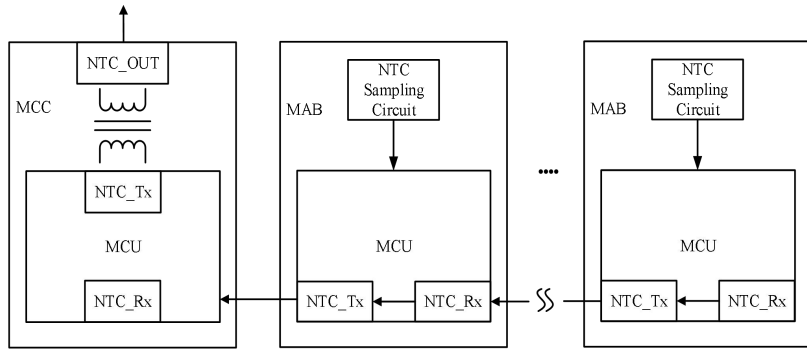 NTC_OUT
MCC
NTC_Tx
MCU
NTC_Rx
NTC
Sampling
Circuit
MAB
MCU
NTC_Tx
NTC_Rx
NTC
Sampling
Circuit
MAB
MCU
NTC_Tx
NTC_Rx